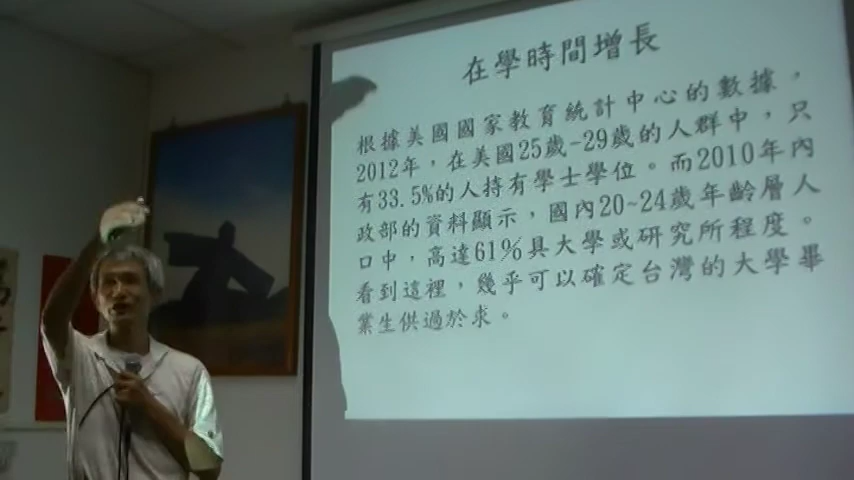 在學時間增長
根據美國國家教育統計中心的數據，
2012年，在美國25歲-29歲的人群中，只
有33.5%的人持有學士學位。而2010年內
政部的資料顯示，國內20~24歲年齡層人
口中，高達61%具大學或研究所程度。
看到這裡，幾乎可以確定台灣的大學畢
業生供過於求。